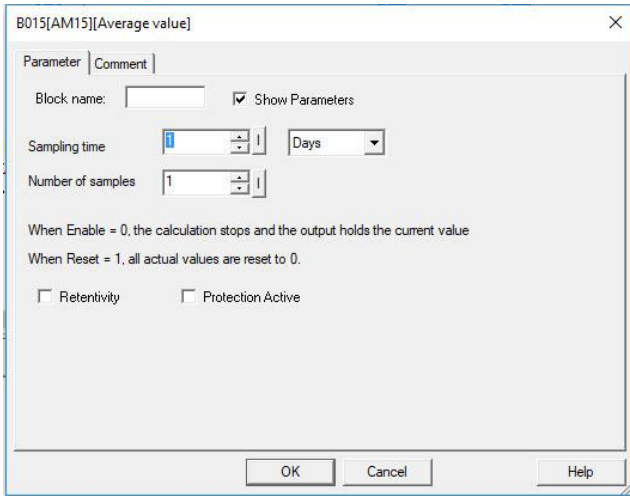 B015[AM15][Average value]
Parameter Comment
Block name: Show Parameters
Sampling time 1 Days
Number of samples 1
When Enable = 0, the calculation stops and the output holds the current value
When Reset = 1, all actual values are reset to 0.
Retentivity Protection Active
OK Cancel Help